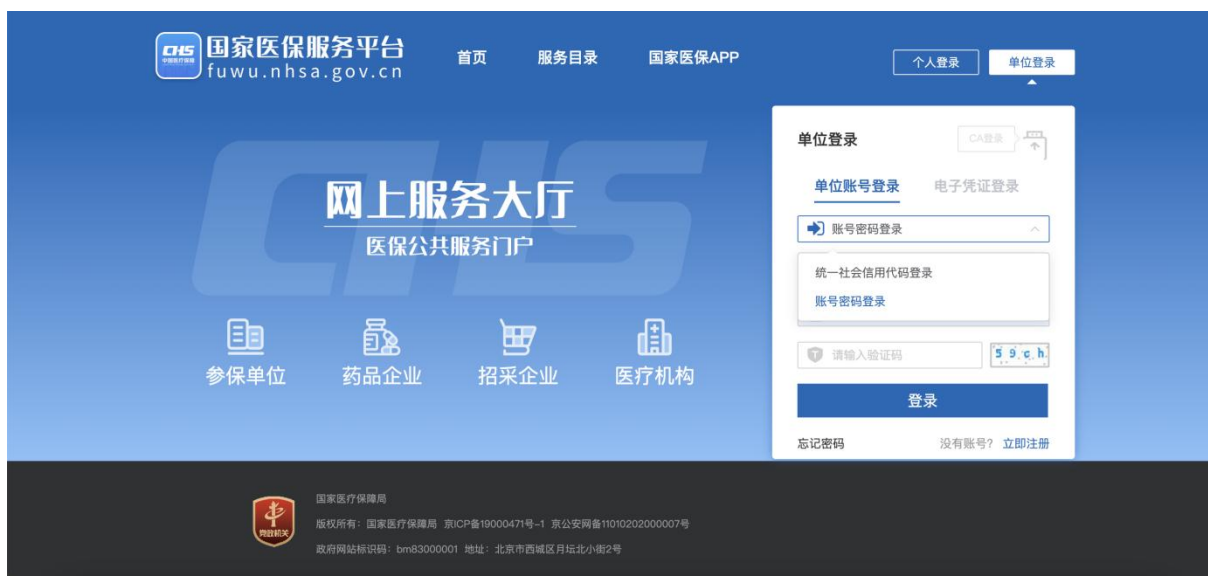 CHS
中国医疗保障
国家医保服务平台
fuwu.nhsa.gov.cn
首页
服务目录
国家医保APP
个人登录
单位登录
CHS
网上服务大厅
医保公共服务门户
参保单位
药品企业
招采企业
医疗机构
单位登录
CA登录
单位账号登录
电子凭证登录
账号密码登录
统一社会信用代码登录
账号密码登录
请输入验证码
59ch
登录
忘记密码
没有账号? 立即注册
党政机关
国家医疗保障局
版权所有：国家医疗保障局 京ICP备19000471号-1 京公安网备11010202000007号
政府网站标识码：bm83000001 地址：北京市西城区月坛北小街2号